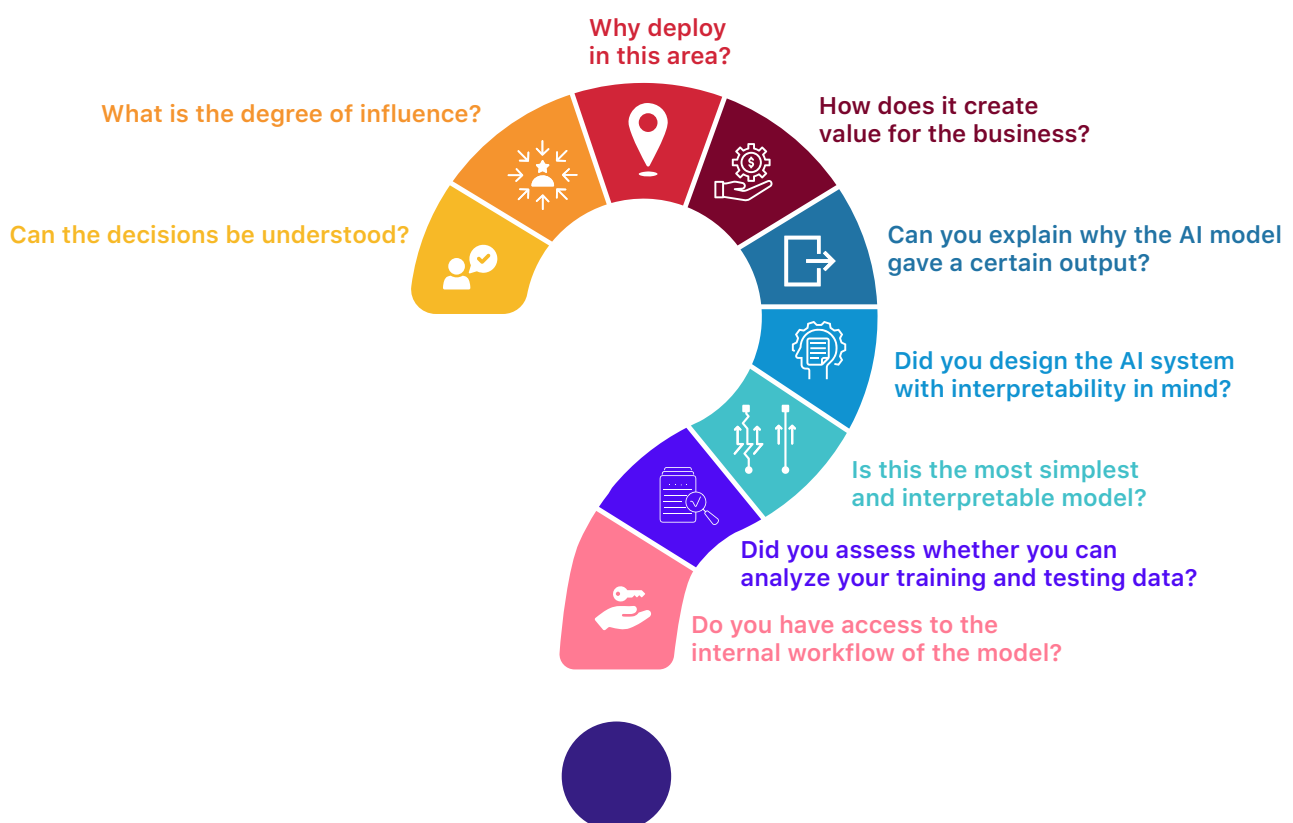 Why deploy
in this area?
What is the degree of influence?
How does it create
value for the business?
Can the decisions be understood?
Can you explain why the AI model
gave a certain output?
Did you design the AI system
with interpretability in mind?
Is this the most simplest
and interpretable model?
Did you assess whether you can
analyze your training and testing data?
Do you have access to the
internal workflow of the model?
$